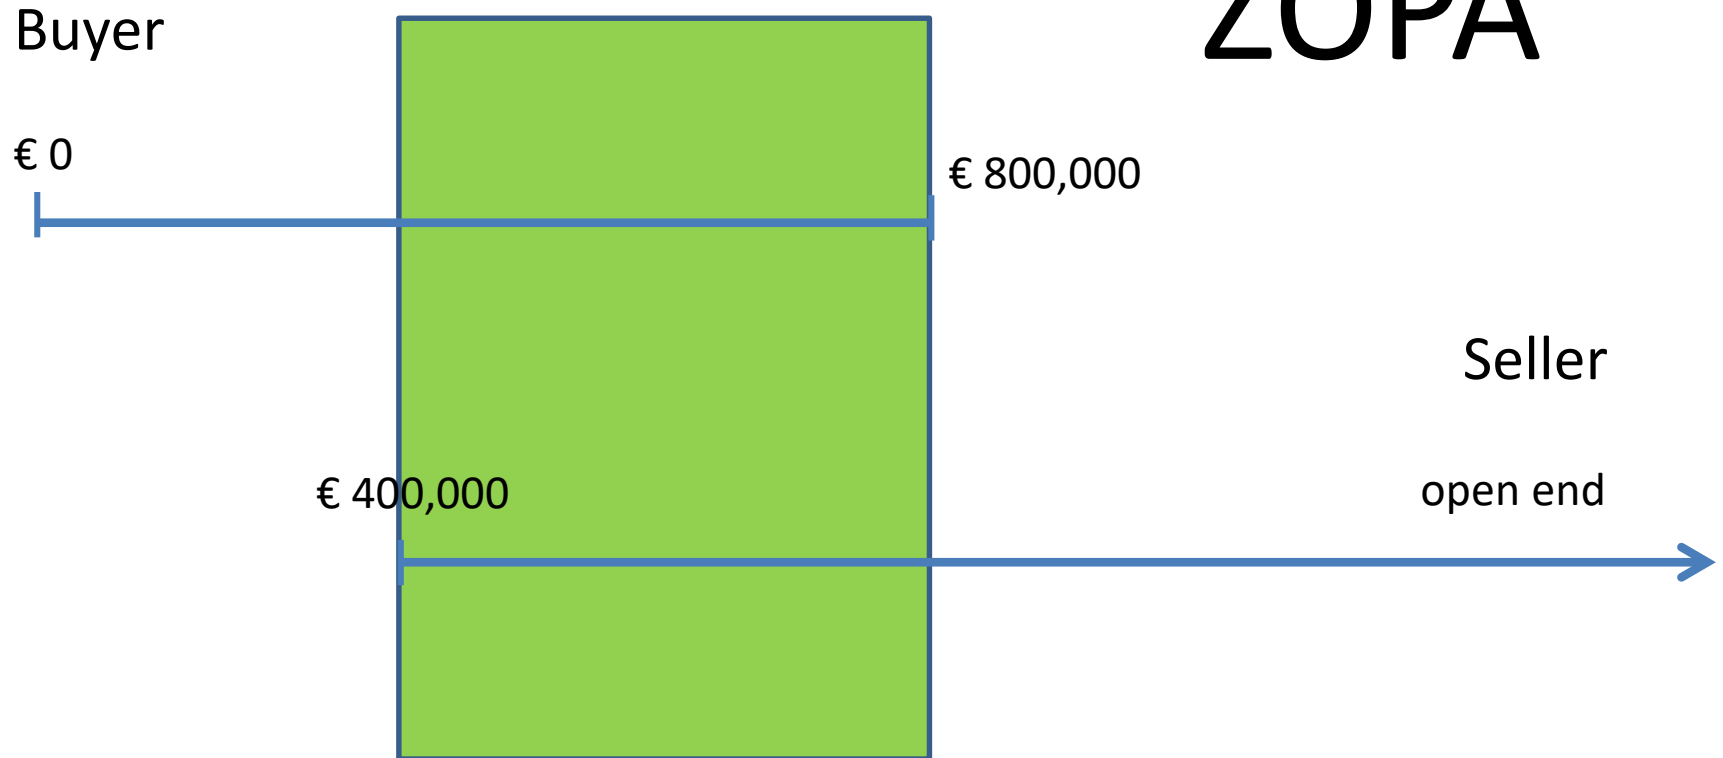 ZOPA
Buyer
€ 0
€ 800,000
Seller
€ 400,000
open end